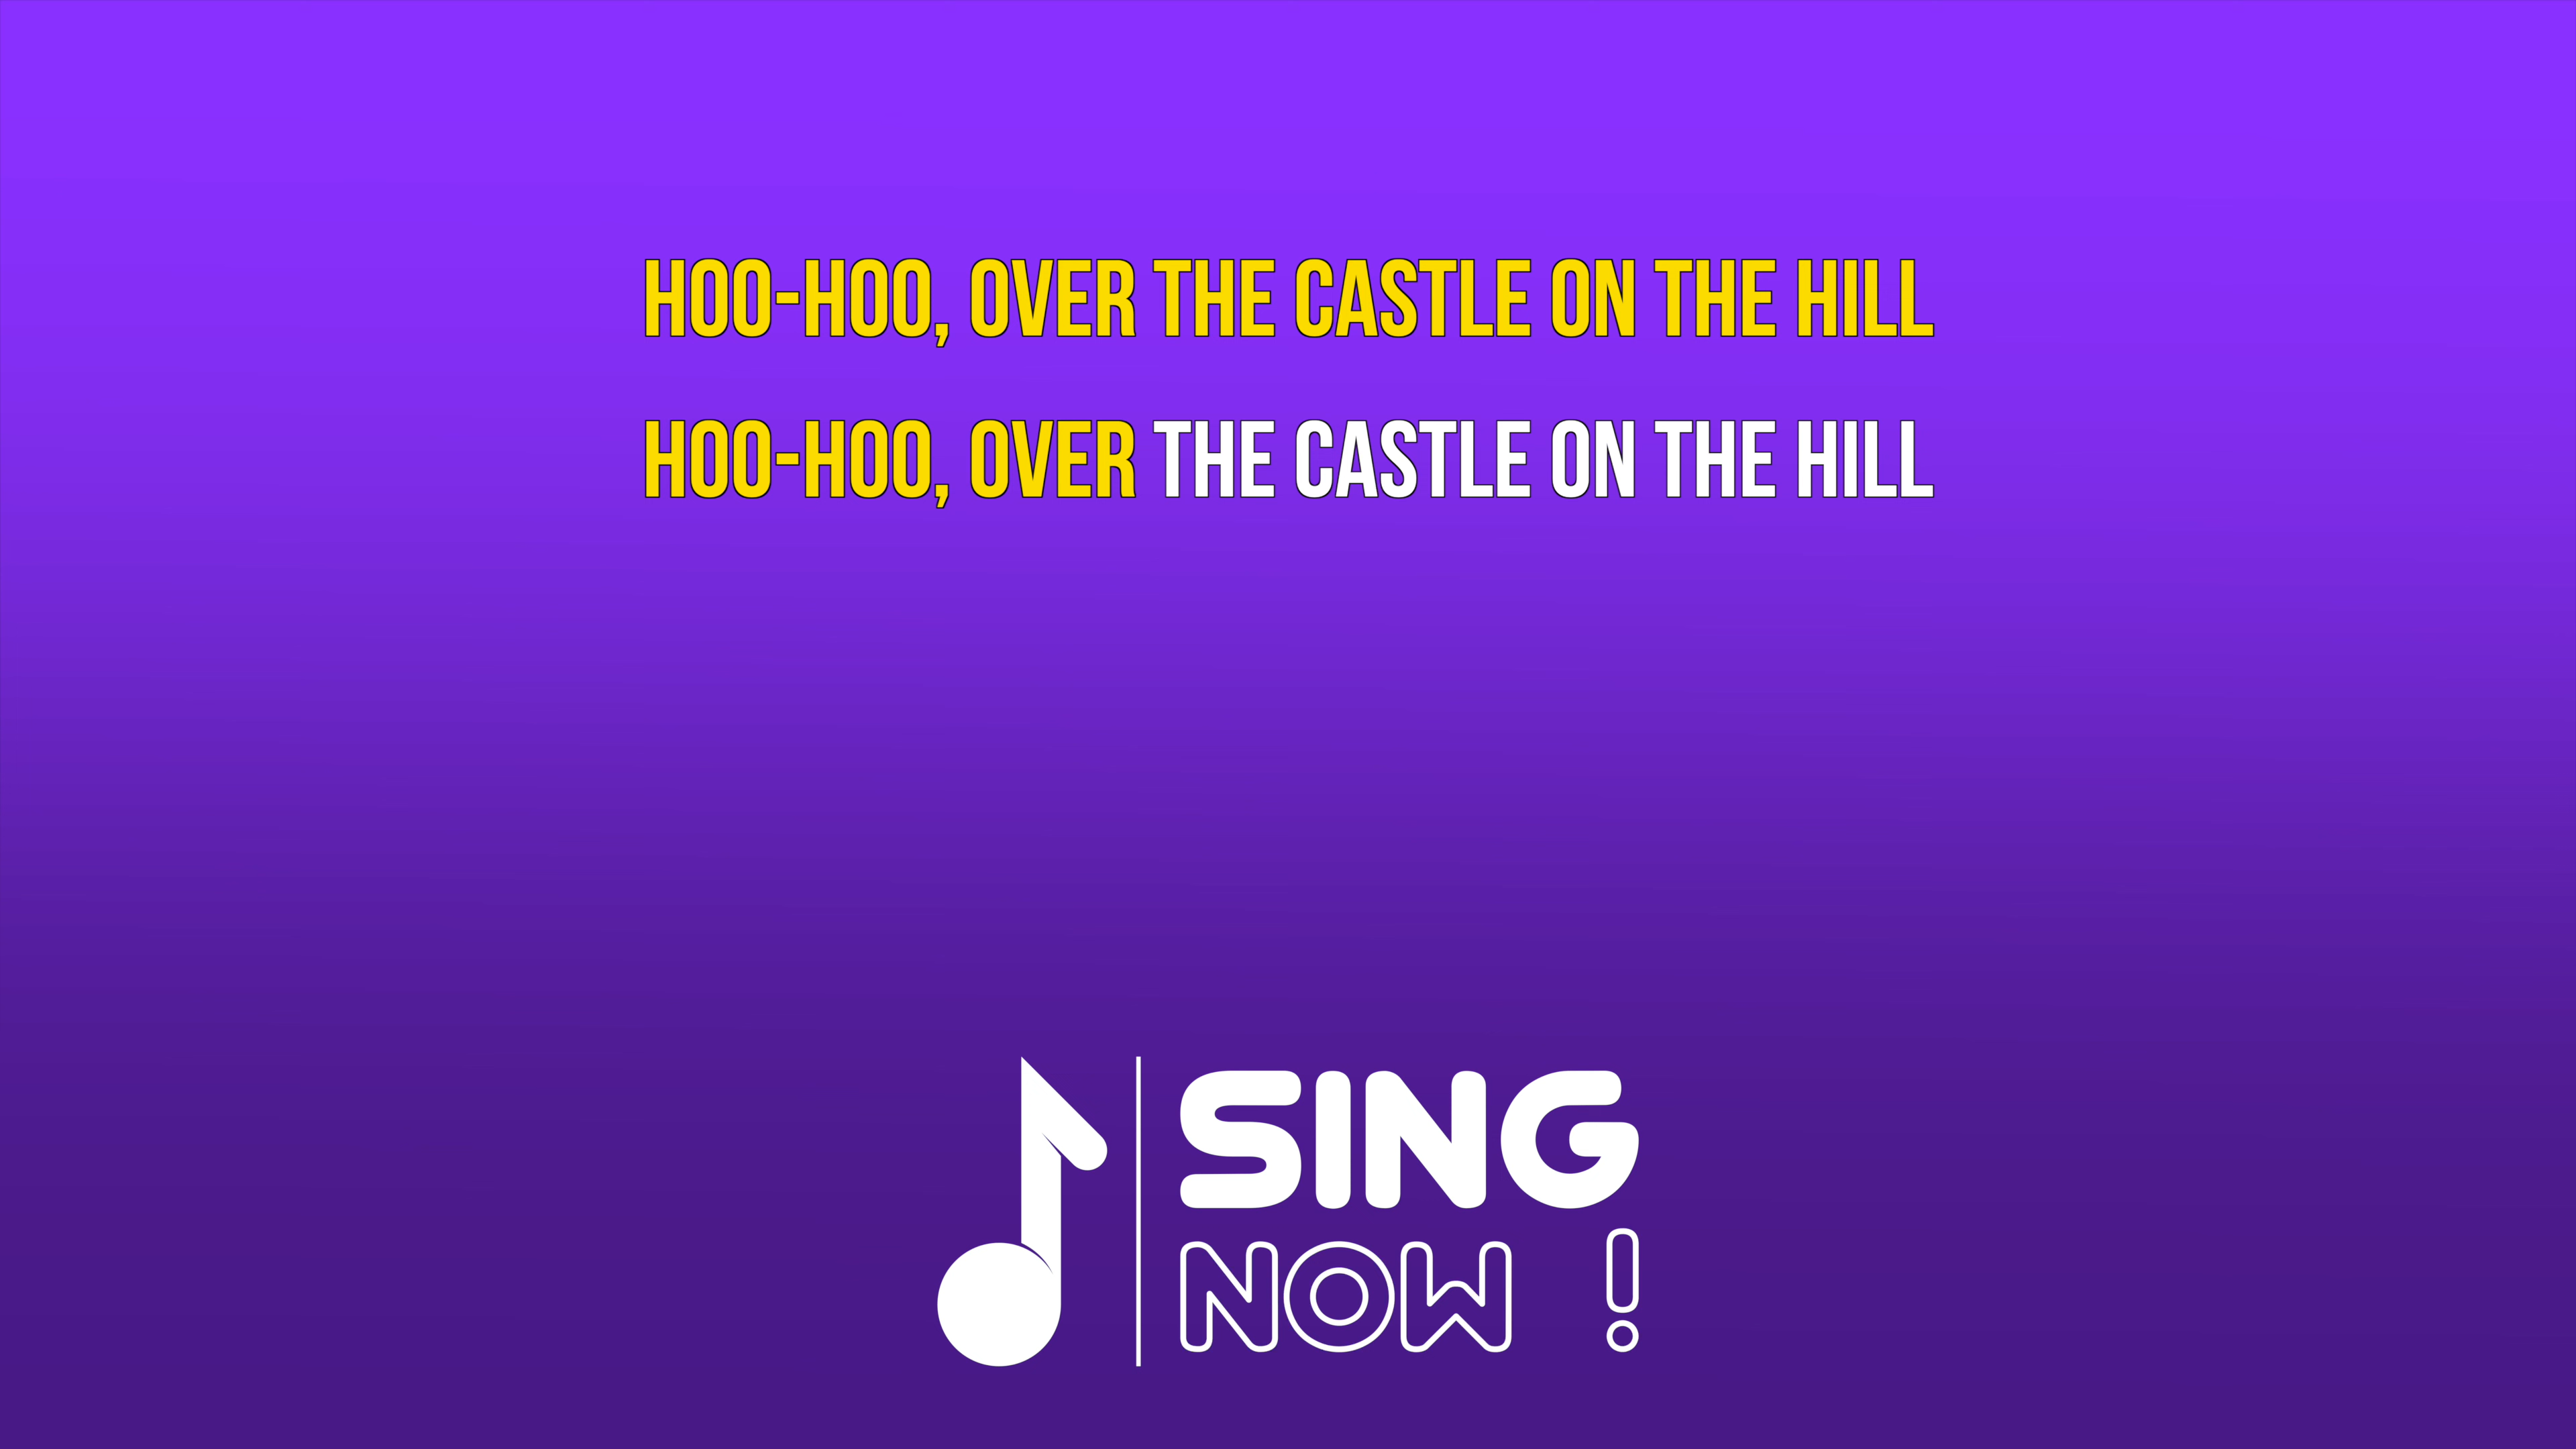 HOO-HOO, OVER THE CASTLE ON THE HILL
HOO-HOO, OVER THE CASTLE ON THE HILL
SING
NOW !